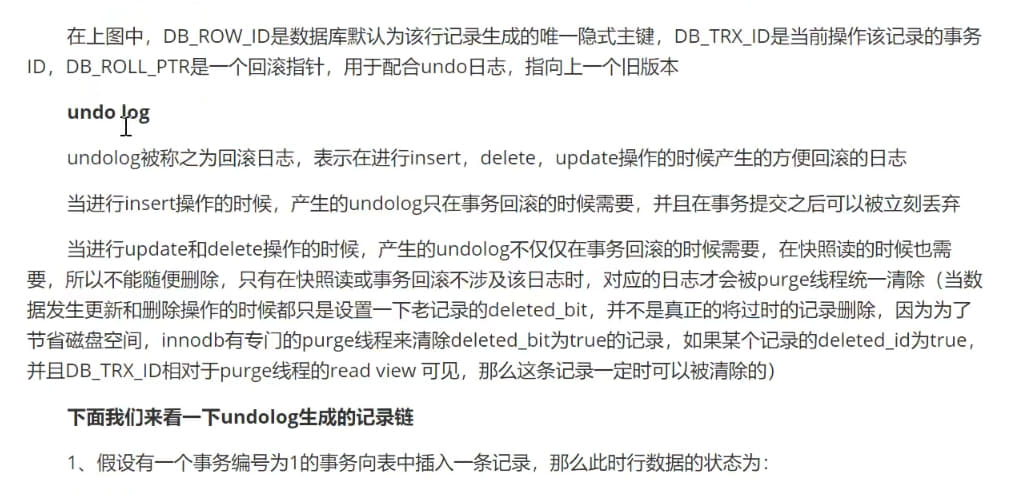 在上图中，DB_ROW_ID是数据库默认为该行记录生成的唯一隐式主键，DB_TRX_ID是当前操作该记录的事务
ID，DB_ROLL_PTR是一个回滚指针，用于配合undo日志，指向上一个旧版本
undo log
undolog被称之为回滚日志，表示在进行insert，delete，update操作的时候产生的方便回滚的日志
当进行insert操作的时候，产生的undolog只在事务回滚的时候需要，并且在事务提交之后可以被立刻丢弃
当进行update和delete操作的时候，产生的undolog不仅仅在事务回滚的时候需要，在快照读的时候也需
要，所以不能随便删除，只有在快照读或事务回滚不涉及该日志时，对应的日志才会被purge线程统一清除（当数
据发生更新和删除操作的时候都只是设置一下老记录的deleted_bit，并不是真正的将过时的记录删除，因为为了
节省磁盘空间，innodb有专门的purge线程来清除deleted_bit为true的记录，如果某个记录的deleted_id为true，
并且DB_TRX_ID相对于purge线程的read view 可见，那么这条记录一定时可以被清除的）
下面我们来看一下undolog生成的记录链
1、假设有一个事务编号为1的事务向表中插入一条记录，那么此时行数据的状态为：